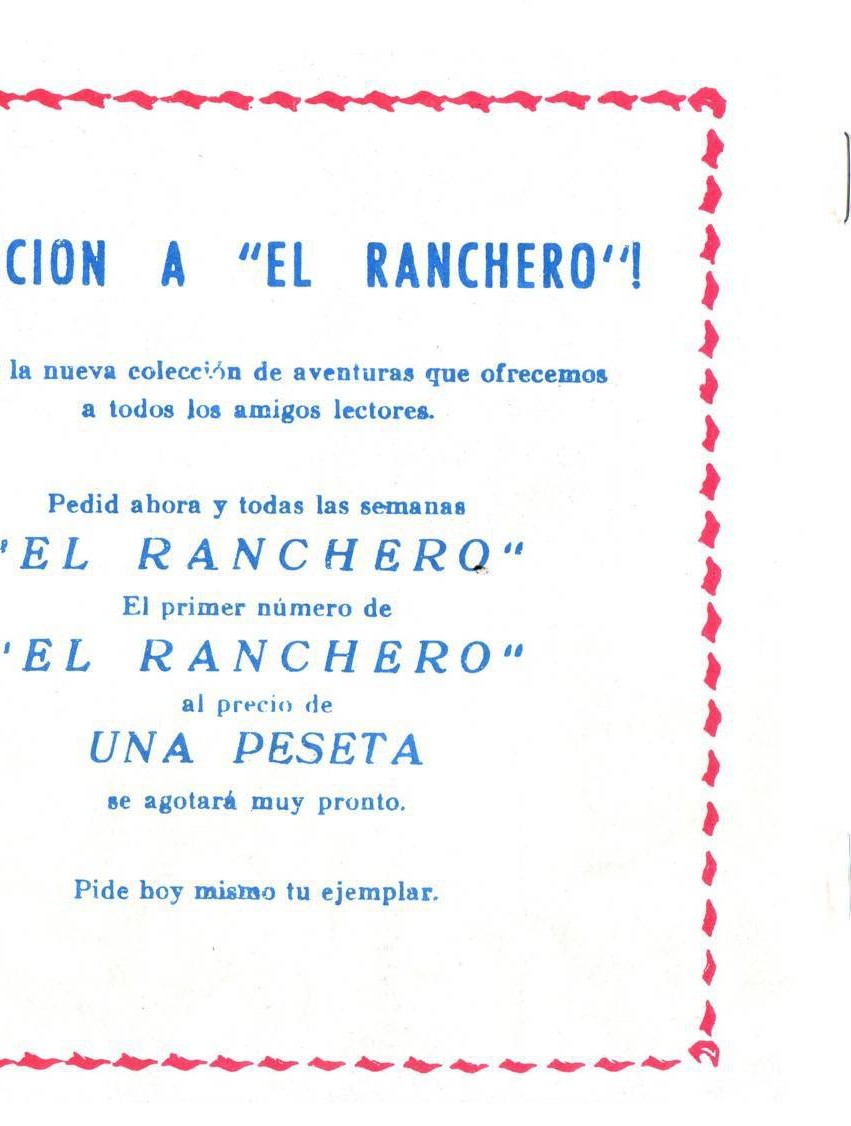 CION A "EL RANCHERO"!
la nueva colección de aventuras que ofrecemos
a todos los amigos lectores.
Pedid ahora y todas las semanas
"EL RANCHERO"
El primer número de
"EL RANCHERO"
al precio de
UNA PESETA
se agotará muy pronto.
Pide hoy mismo tu ejemplar.